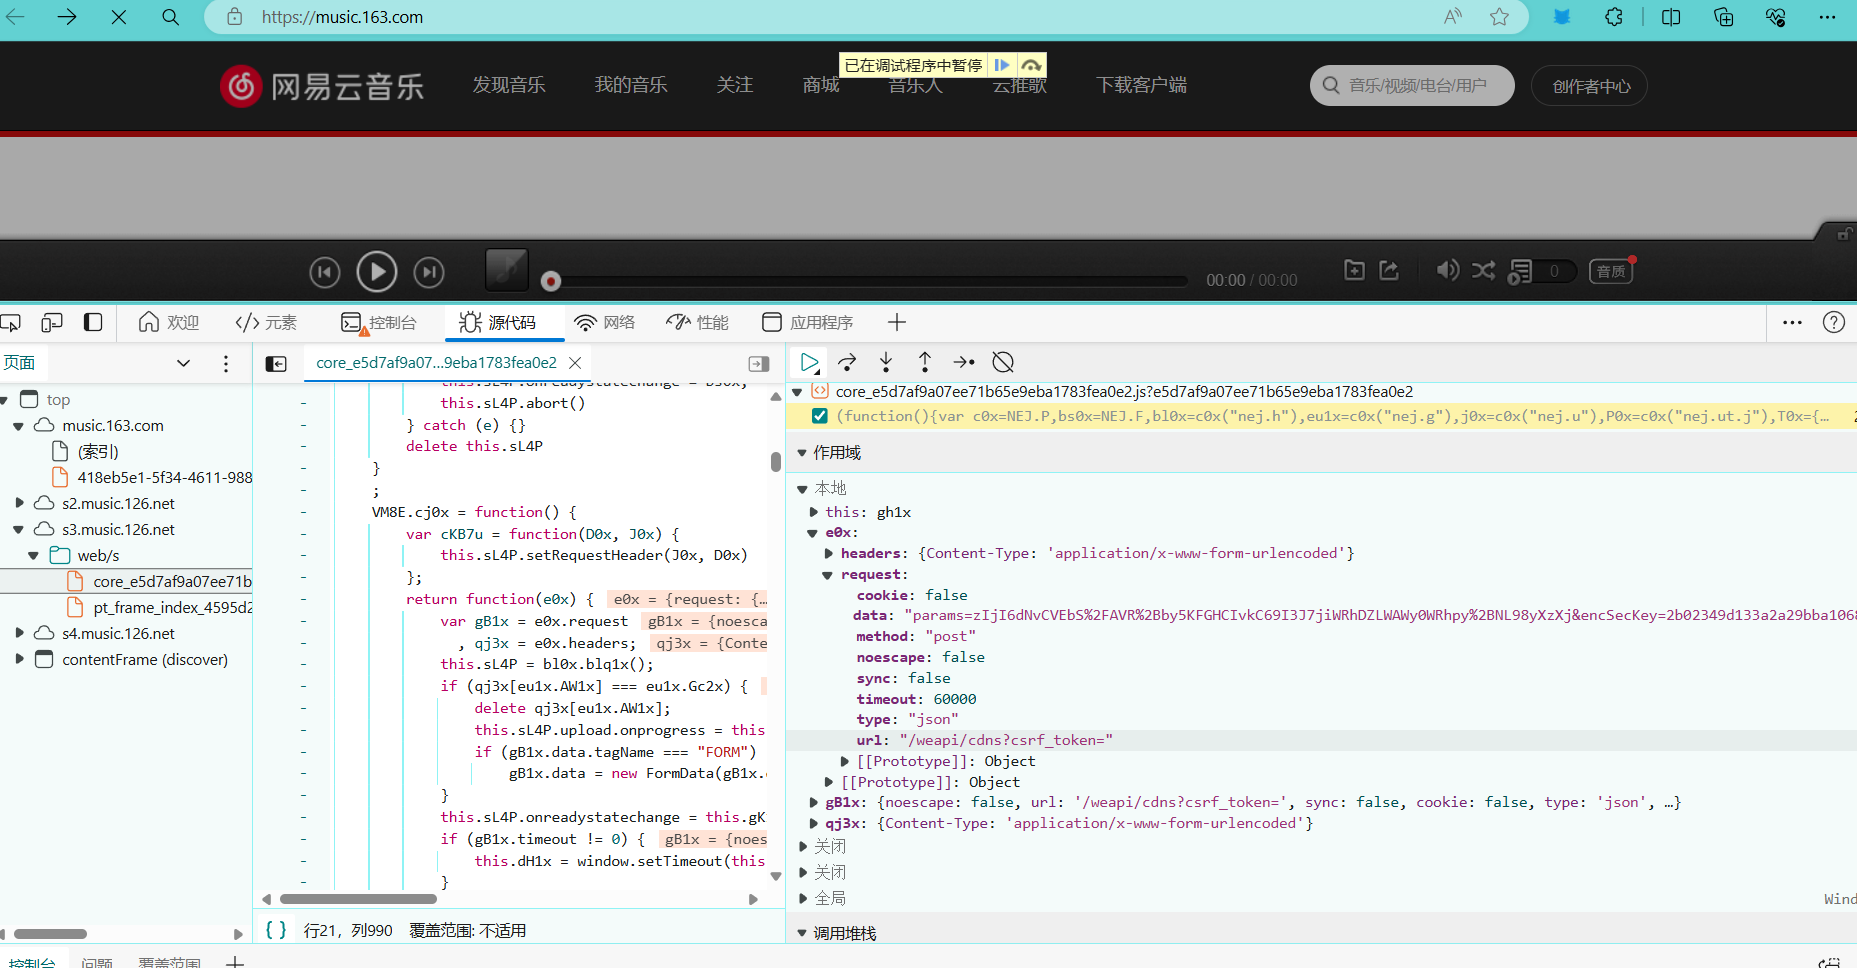 https://music.163.com
已在调试程序中暂停
网易云音乐 发现音乐 我的音乐 关注 商城 音乐人 云推歌 下载客户端 音乐/视频/电台/用户 创作者中心
00:00 / 00:00 0 音质
欢迎 </> 元素 控制台 源代码 网络 性能 应用程序
页面
core_e5d7af9a07...9eba1783fea0e2
top
music.163.com
(索引)
418eb5e1-5f34-4611-988
s2.music.126.net
s3.music.126.net
web/s
core_e5d7af9a07ee71b
pt_frame_index_4595d2
s4.music.126.net
contentFrame (discover)
this.sL4P.onreadystatechange = bs0x;
this.sL4P.abort()
} catch (e) {}
delete this.sL4P
}
;
VM8E.cj0x = function() {
var cKB7u = function(D0x, J0x) {
this.sL4P.setRequestHeader(J0x, D0x)
};
return function(e0x) { e0x = {request: {…
var gB1x = e0x.request gB1x = {noesca
, qj3x = e0x.headers; qj3x = {Conte
this.sL4P = bl0x.blq1x();
if (qj3x[eu1x.AW1x] === eu1x.Gc2x) {
delete qj3x[eu1x.AW1x];
this.sL4P.upload.onprogress = this
if (gB1x.data.tagName === "FORM")
gB1x.data = new FormData(gB1x.
}
this.sL4P.onreadystatechange = this.gK
if (gB1x.timeout != 0) { gB1x = {noes
this.dH1x = window.setTimeout(this
}
{ } 行21, 列990 覆盖范围: 不适用
core_e5d7af9a07ee71b65e9eba1783fea0e2.js?e5d7af9a07ee71b65e9eba1783fea0e2
(function(){var c0x=NEJ.P,bs0x=NEJ.F,bl0x=c0x("nej.h"),eu1x=c0x("nej.g"),j0x=c0x("nej.u"),P0x=c0x("nej.ut.j"),T0x={…
作用域
本地
this: gh1x
e0x:
headers: {Content-Type: 'application/x-www-form-urlencoded'}
request:
cookie: false
data: "params=zIjI6dNvCVEbS%2FAVR%2Bby5KFGHCIvkC69I3J7jiWRhDZLWAWy0WRhpy%2BNL98yXzXj&encSecKey=2b02349d133a2a29bba1068
method: "post"
noescape: false
sync: false
timeout: 60000
type: "json"
url: "/weapi/cdns?csrf_token="
[[Prototype]]: Object
[[Prototype]]: Object
gB1x: {noescape: false, url: '/weapi/cdns?csrf_token=', sync: false, cookie: false, type: 'json', …}
qj3x: {Content-Type: 'application/x-www-form-urlencoded'}
关闭
关闭
全局 Wind
调用堆栈
控制台 问题 覆盖范围